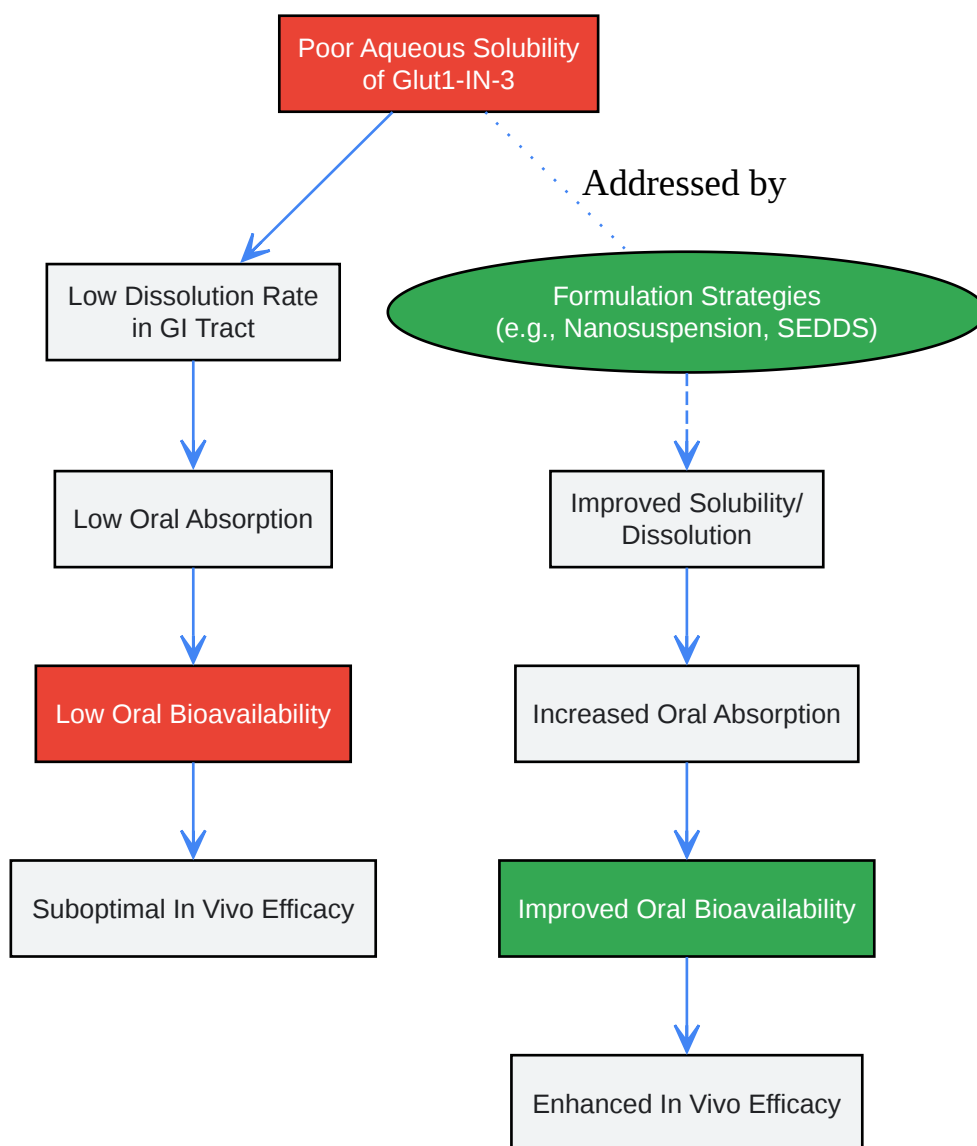 Poor Aqueous Solubility
of Glut1-IN-3
Addressed by
Low Dissolution Rate
in GI Tract
Formulation Strategies
(e.g., Nanosuspension, SEDDS)
Low Oral Absorption
Improved Solubility/
Dissolution
Low Oral Bioavailability
Increased Oral Absorption
Suboptimal In Vivo Efficacy
Improved Oral Bioavailability
Enhanced In Vivo Efficacy